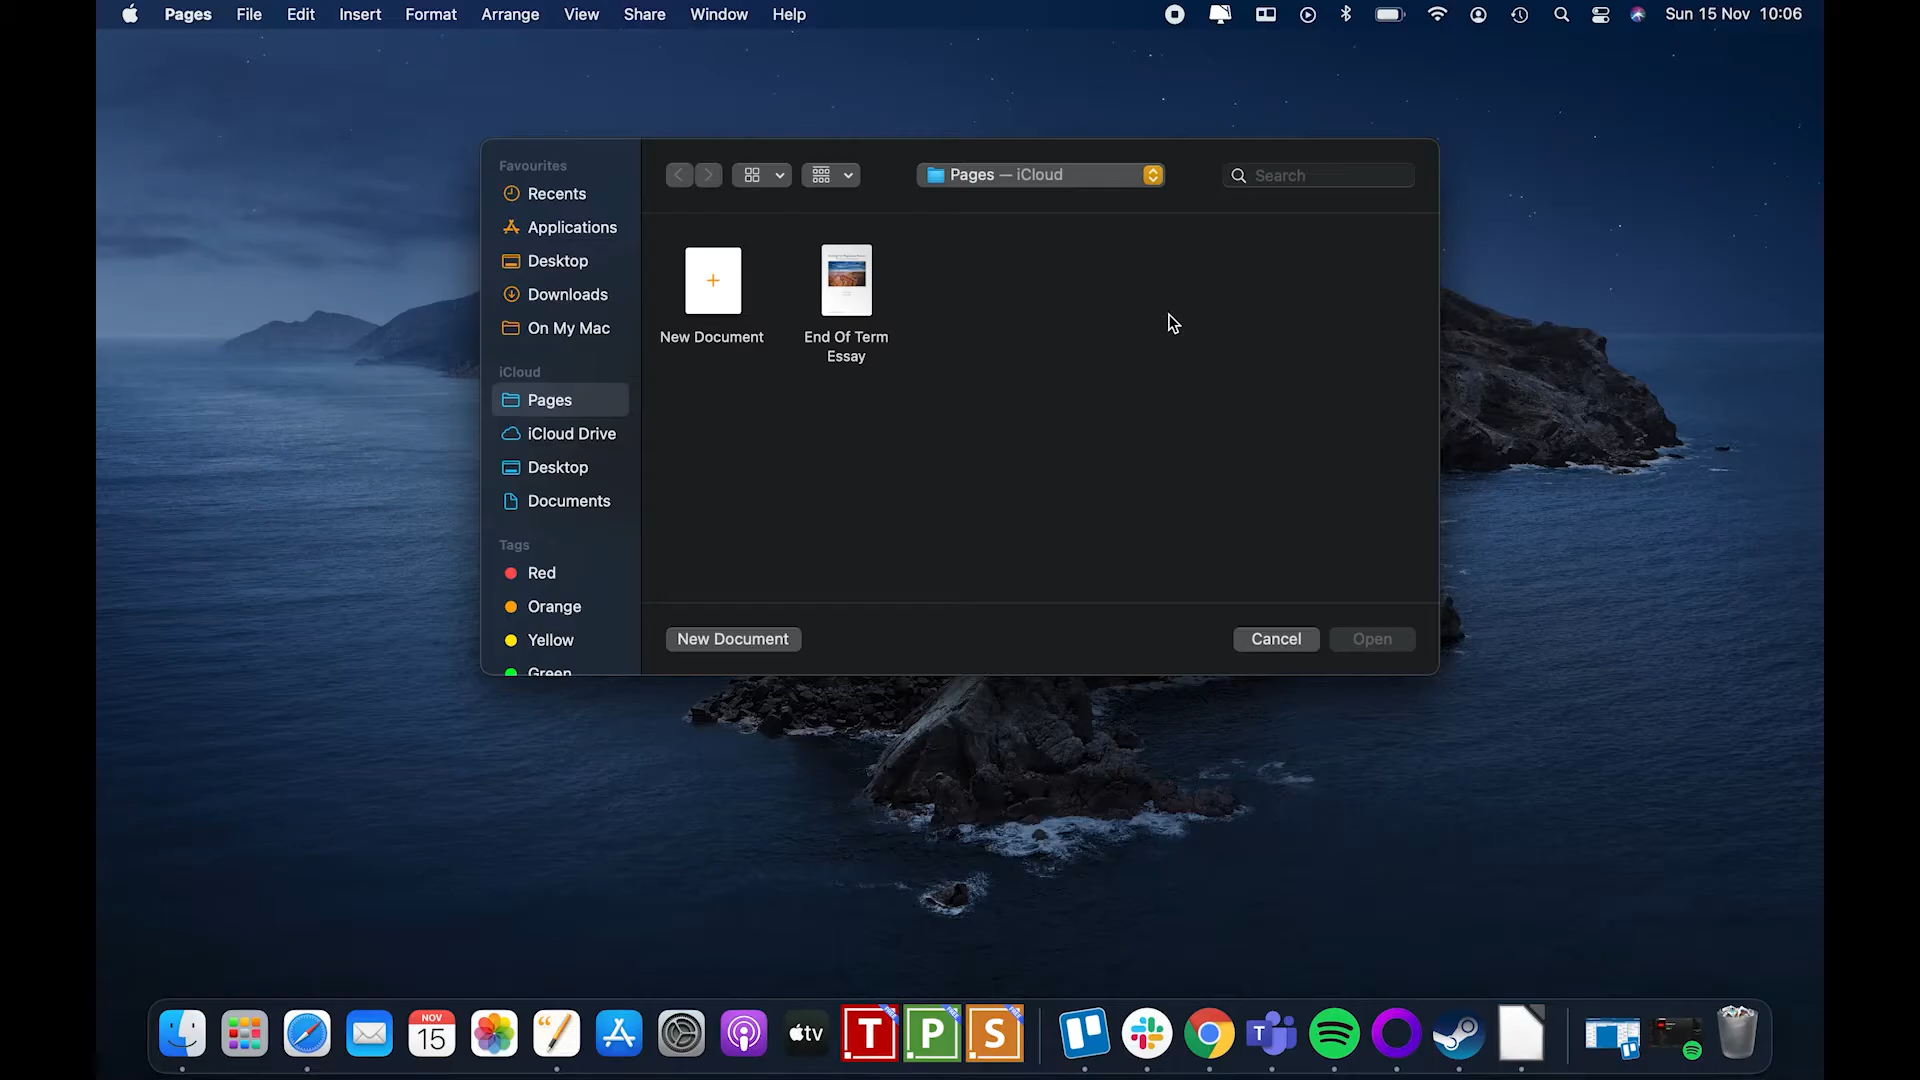 Pages File Edit Insert Format Arrange View Share Window Help Sun 15 Nov 10:06
Favourites
Recents
Applications
Desktop
Downloads
On My Mac
iCloud
Pages
iCloud Drive
Desktop
Documents
Tags
Red
Orange
Yellow
Green
Pages — iCloud
Search
New Document
End Of Term
Essay
New Document
Cancel
Open
NOV
15
tv
T
P
S
T